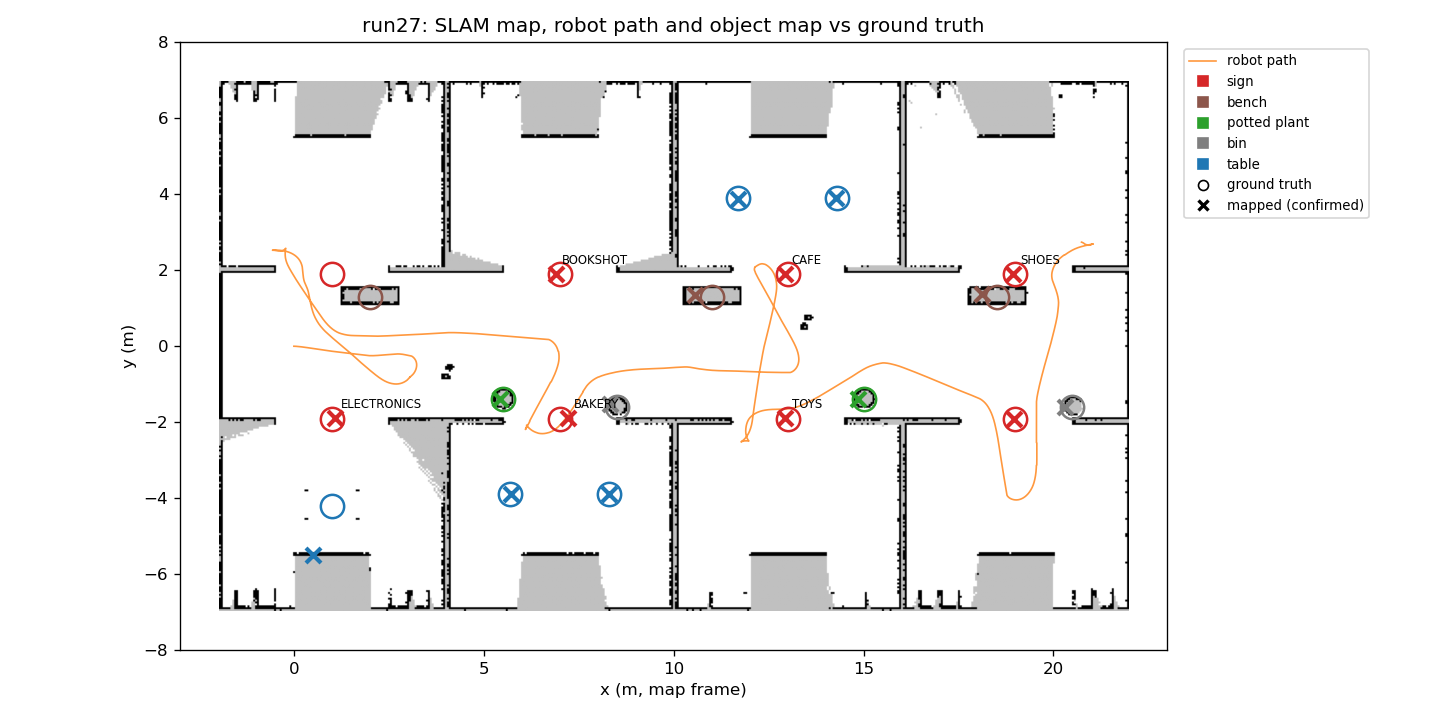 run27: SLAM map, robot path and object map vs ground truth
robot path
sign
bench
potted plant
bin
table
ground truth
mapped (confirmed)
8
6
4
2
0
−2
−4
−6
−8
y (m)
BOOKSHOT
CAFE
SHOES
ELECTRONICS
BAKERY
TOYS
0
5
10
15
20
x (m, map frame)